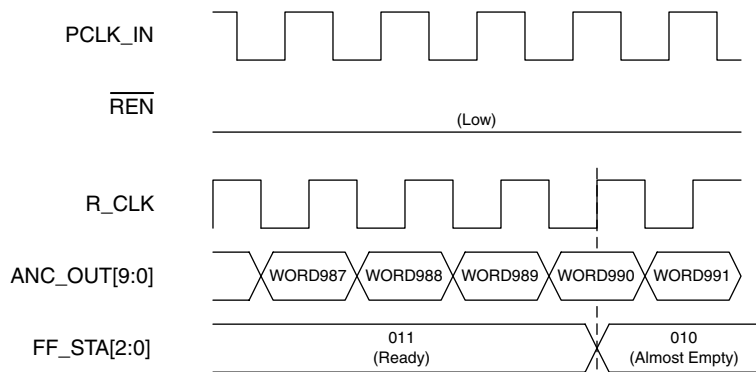 PCLK_IN
REN
(Low)
R_CLK
ANC_OUT[9:0]
WORD987 WORD988 WORD989 WORD990 WORD991
FF_STA[2:0]
011 010
(Ready) (Almost Empty)